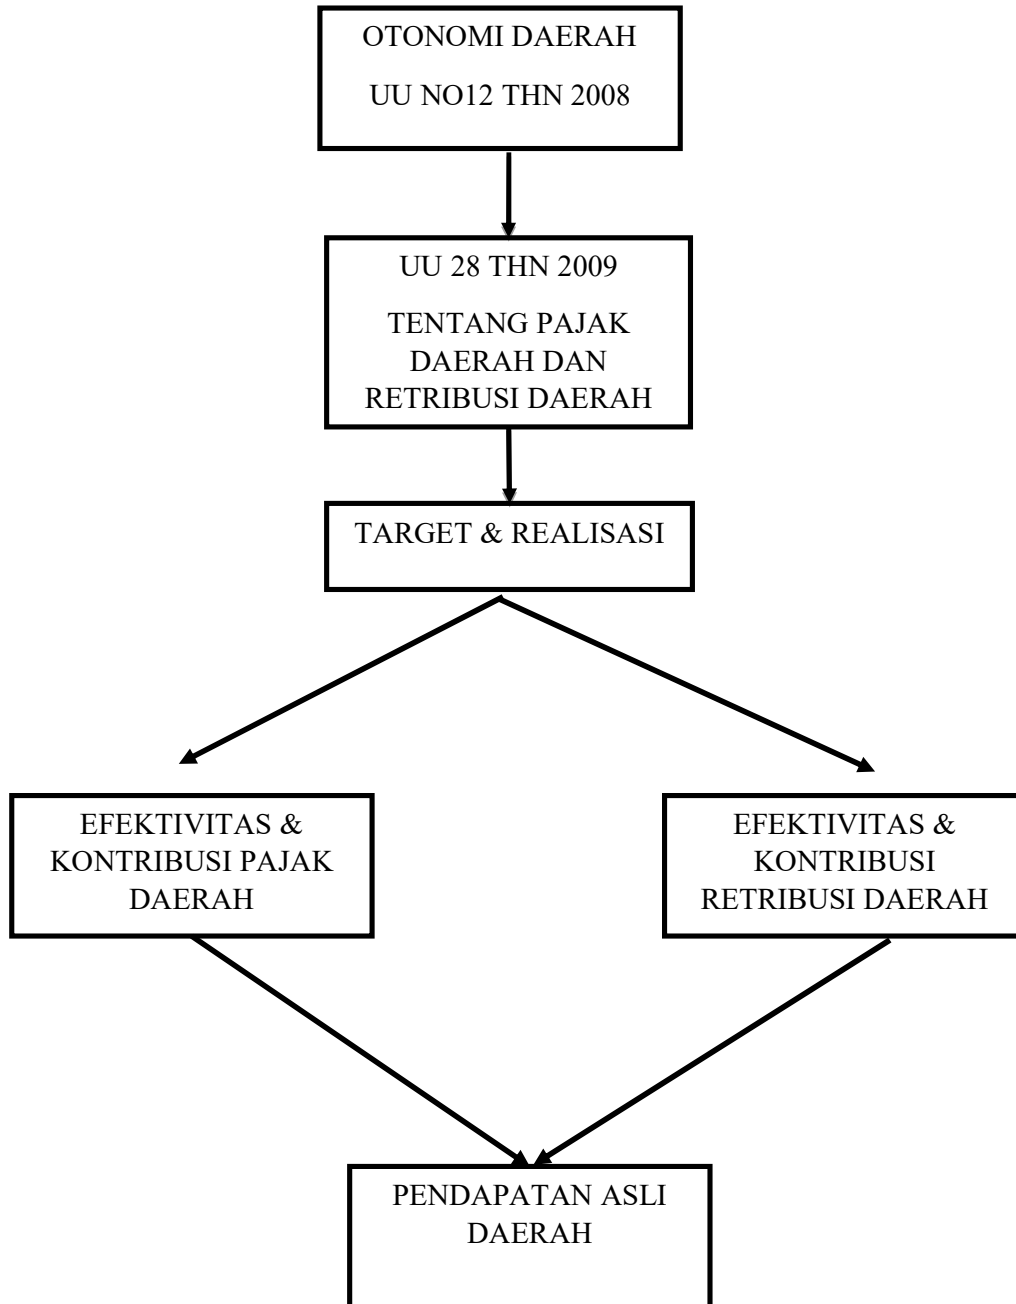 OTONOMI DAERAH
UU NO12 THN 2008
UU 28 THN 2009
TENTANG PAJAK
DAERAH DAN
RETRIBUSI DAERAH
TARGET & REALISASI
EFEKTIVITAS &
KONTRIBUSI PAJAK
DAERAH
EFEKTIVITAS &
KONTRIBUSI
RETRIBUSI DAERAH
PENDAPATAN ASLI
DAERAH